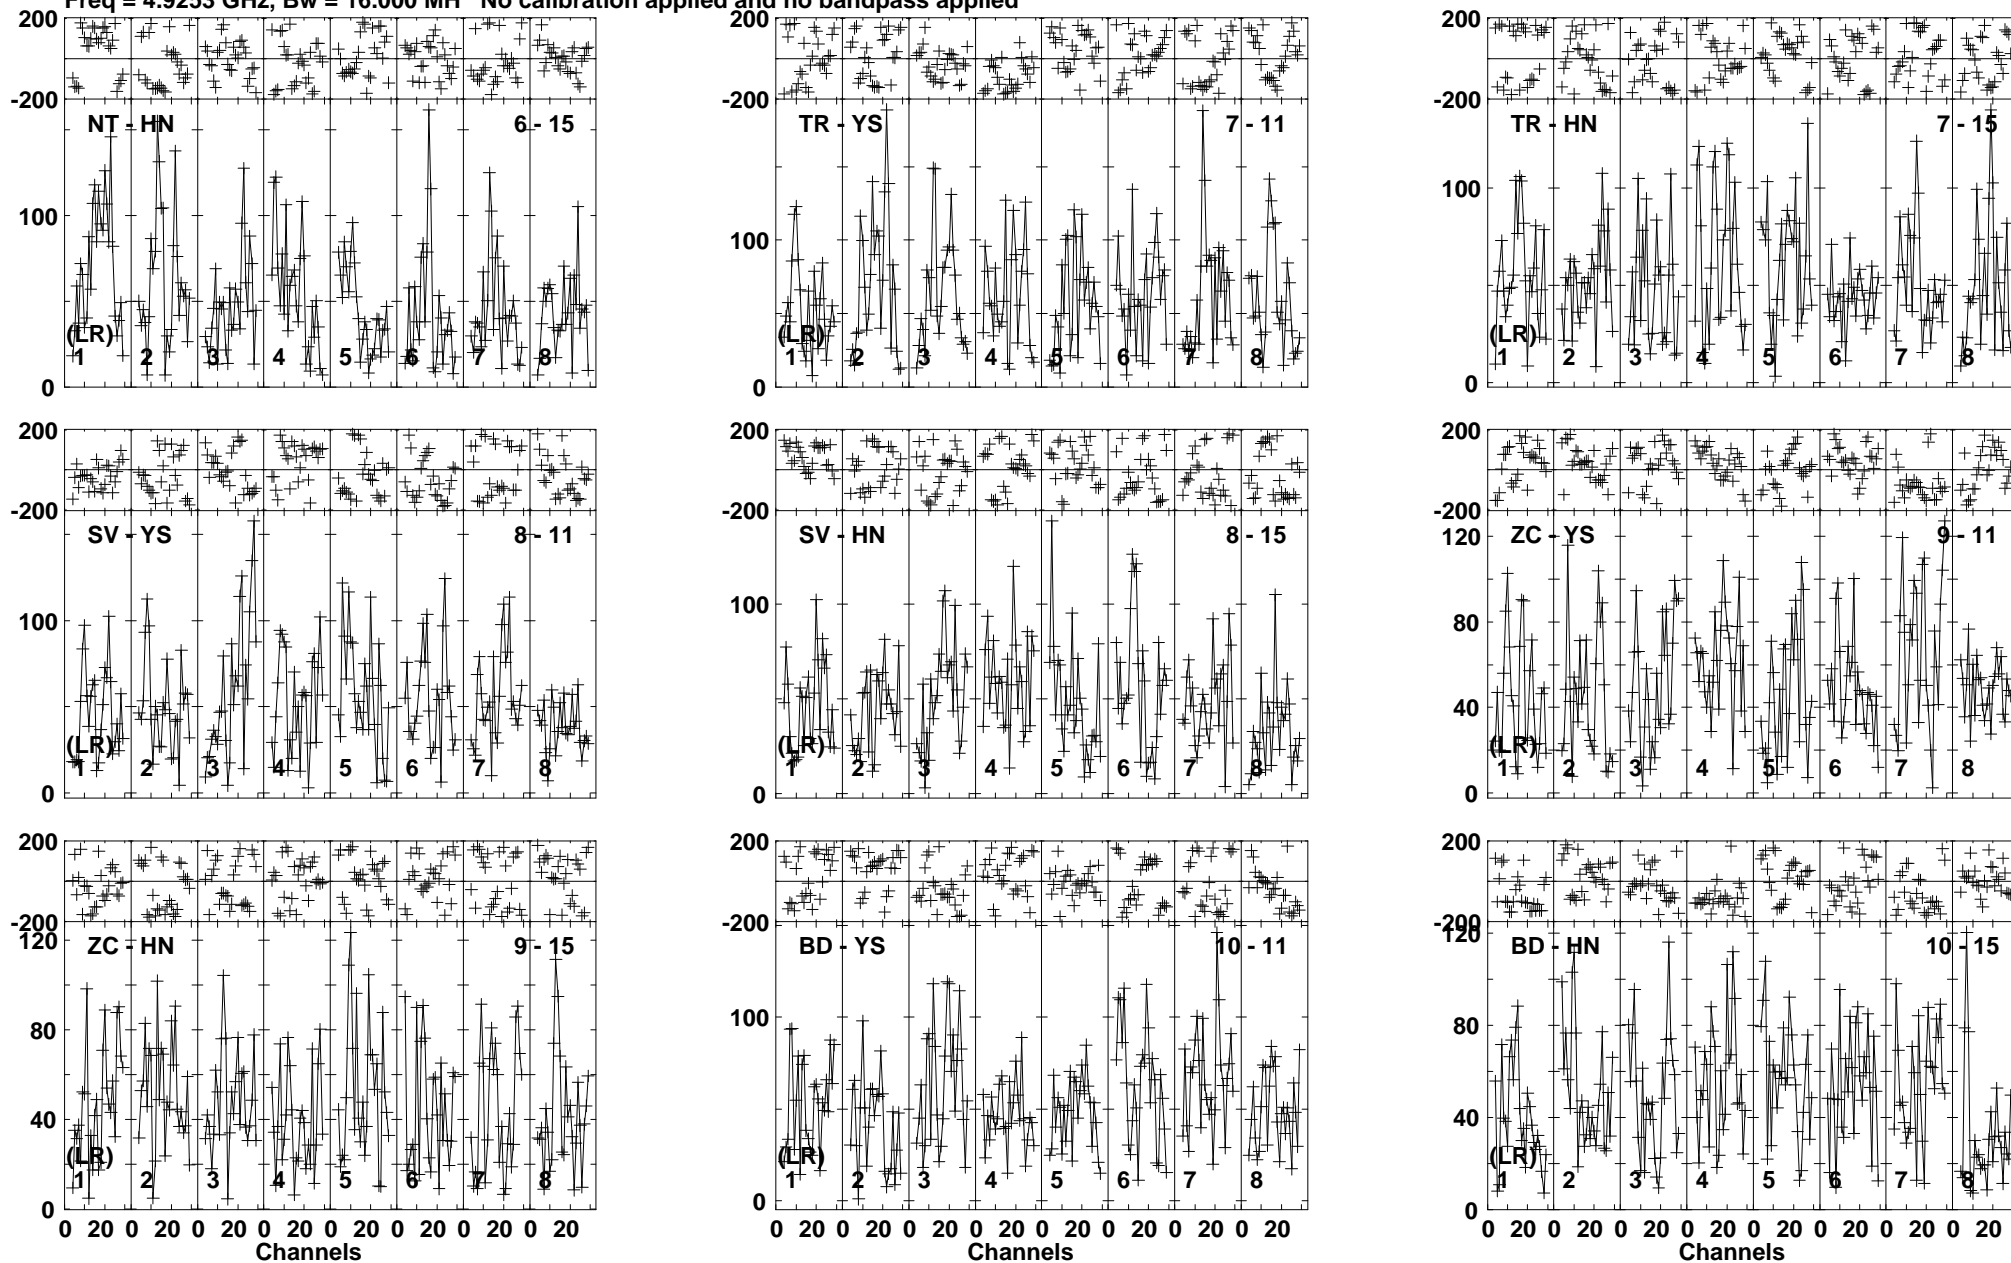 Freq = 4.9253 GHz, Bw = 16.000 MH No calibration applied and no bandpass applied
200
-200
NT - HN 6 - 15
100
0
(LR)
1 2 3 4 5 6 7 8
200
-200
TR - YS 7 - 11
100
0
(LR)
1 2 3 4 5 6 7 8
200
-200
TR - HN 7 - 15
100
0
(LR)
1 2 3 4 5 6 7 8
200
-200
SV - YS 8 - 11
100
0
(LR)
1 2 3 4 5 6 7 8
200
-200
SV - HN 8 - 15
100
0
(LR)
1 2 3 4 5 6 7 8
200
-200
ZC - YS 9 - 11
120
80
40
0
(LR)
1 2 3 4 5 6 7 8
200
-200
ZC - HN 9 - 15
120
80
40
0
(LR)
1 2 3 4 5 6 7 8
0 20 0 20 0 20 0 20 0 20 0 20 0 20 0 20
Channels
200
-200
BD - YS 10 - 11
100
0
(LR)
1 2 3 4 5 6 7 8
0 20 0 20 0 20 0 20 0 20 0 20 0 20 0 20
Channels
200
-200
BD - HN 10 - 15
120
80
40
0
(LR)
1 2 3 4 5 6 7 8
0 20 0 20 0 20 0 20 0 20 0 20 0 20 0 20
Channels